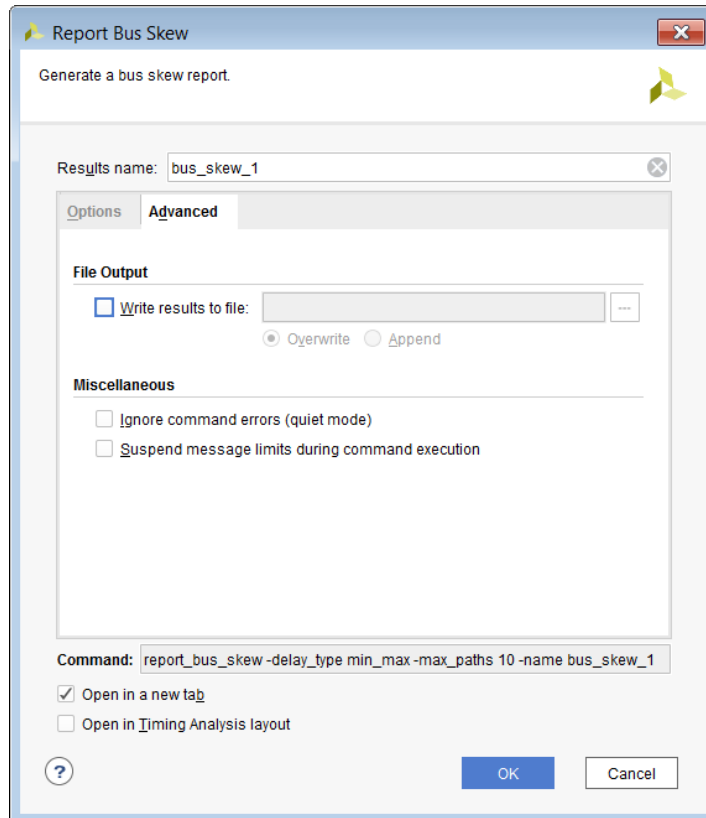 Report Bus Skew
Generate a bus skew report.
Results name: bus_skew_1
Options Advanced
File Output
Write results to file: ...
Overwrite Append
Miscellaneous
Ignore command errors (quiet mode)
Suspend message limits during command execution
Command: report_bus_skew -delay_type min_max -max_paths 10 -name bus_skew_1
Open in a new tab
Open in Timing Analysis layout
? OK Cancel